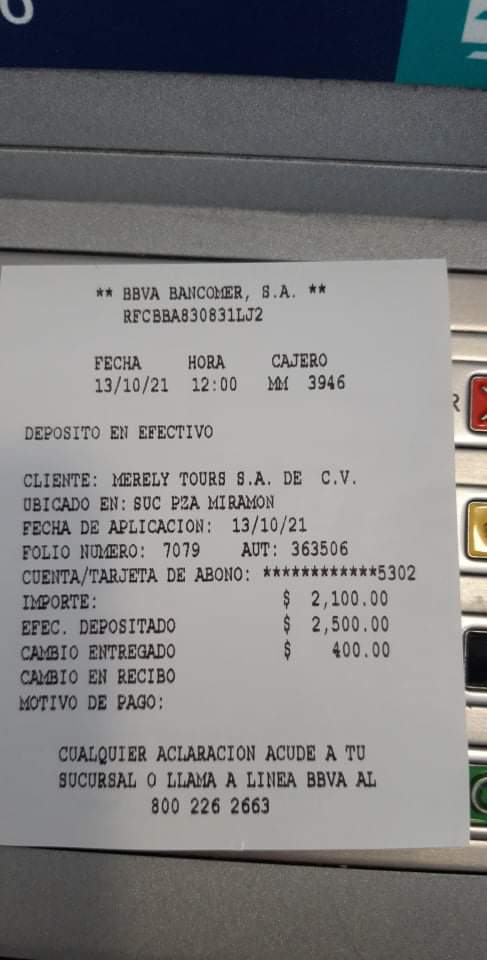 6
** BBVA BANCOMER, S.A. **
RFCBBA830831LJ2
FECHA HORA CAJERO
13/10/21 12:00 MM 3946
R
DEPOSITO EN EFECTIVO
CLIENTE: MERELY TOURS S.A. DE C.V.
UBICADO EN: SUC PZA MIRAMON
FECHA DE APLICACION: 13/10/21
FOLIO NUMERO: 7079 AUT: 363506
CUENTA/TARJETA DE ABONO: ************5302
IMPORTE: $ 2,100.00
EFEC. DEPOSITADO $ 2,500.00
CAMBIO ENTREGADO $ 400.00
CAMBIO EN RECIBO
MOTIVO DE PAGO:
CUALQUIER ACLARACION ACUDE A TU
SUCURSAL O LLAMA A LINEA BBVA AL
800 226 2663